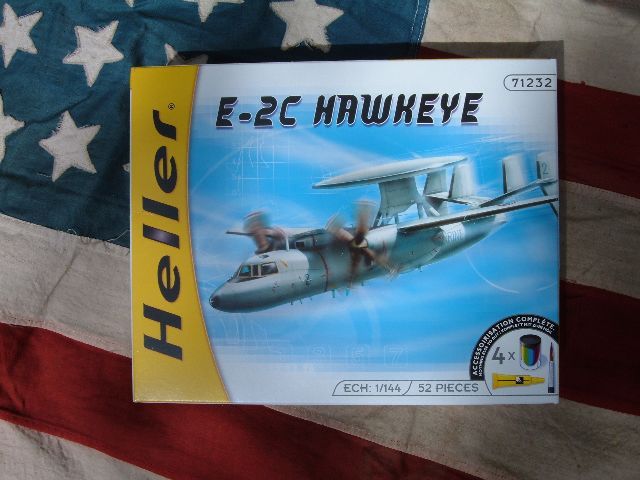 71232
E-2C HAWKEYE
Heller®
ACCESSOIRISATION COMPLÈTE
4x
ECH: 1/144
52 PIECES